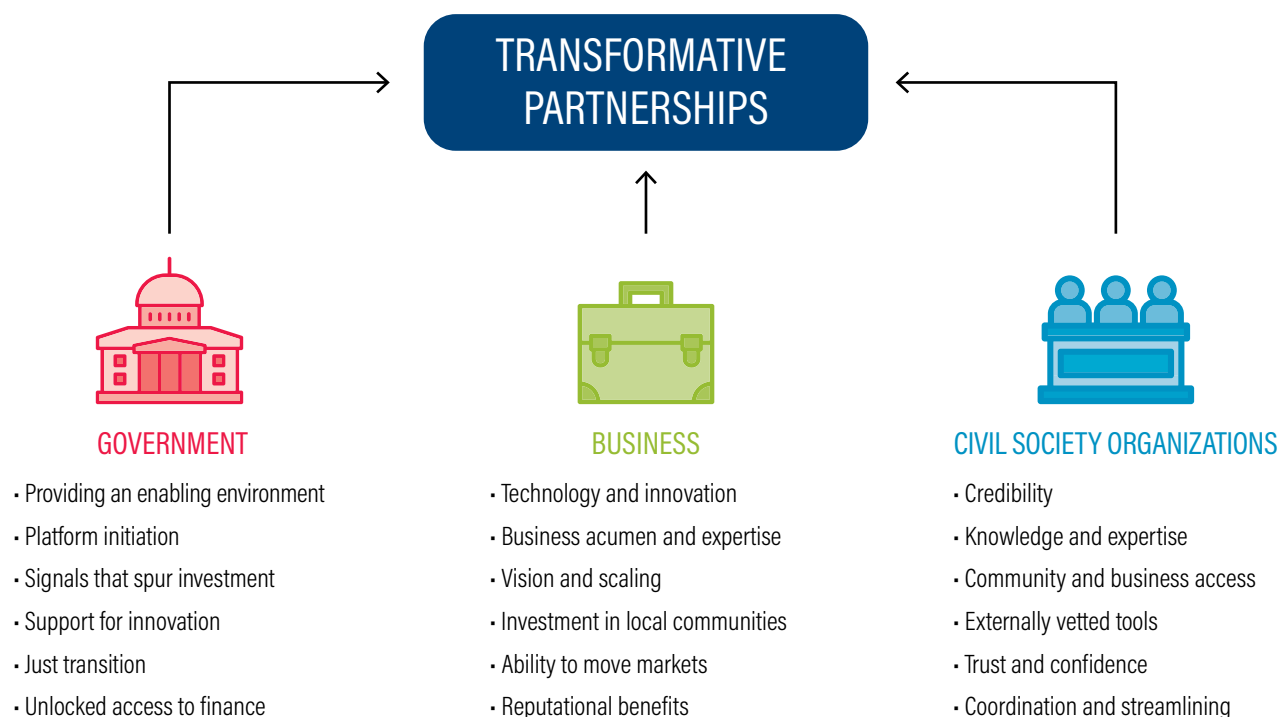 TRANSFORMATIVE
PARTNERSHIPS
GOVERNMENT
• Providing an enabling environment
• Platform initiation
• Signals that spur investment
• Support for innovation
• Just transition
• Unlocked access to finance
BUSINESS
• Technology and innovation
• Business acumen and expertise
• Vision and scaling
• Investment in local communities
• Ability to move markets
• Reputational benefits
CIVIL SOCIETY ORGANIZATIONS
• Credibility
• Knowledge and expertise
• Community and business access
• Externally vetted tools
• Trust and confidence
• Coordination and streamlining